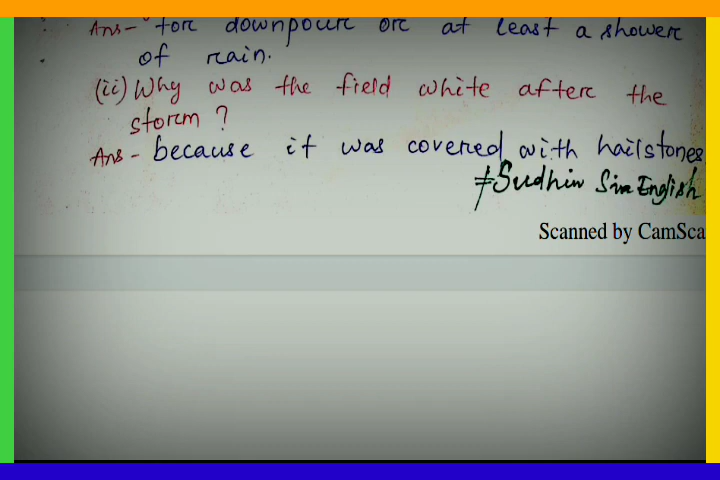 Ans- for downpour or at least a shower
of rain.
(ii) Why was the field white after the
storm ?
Ans - because it was covered with hailstones
#Sudhin Sir English
Scanned by CamSca